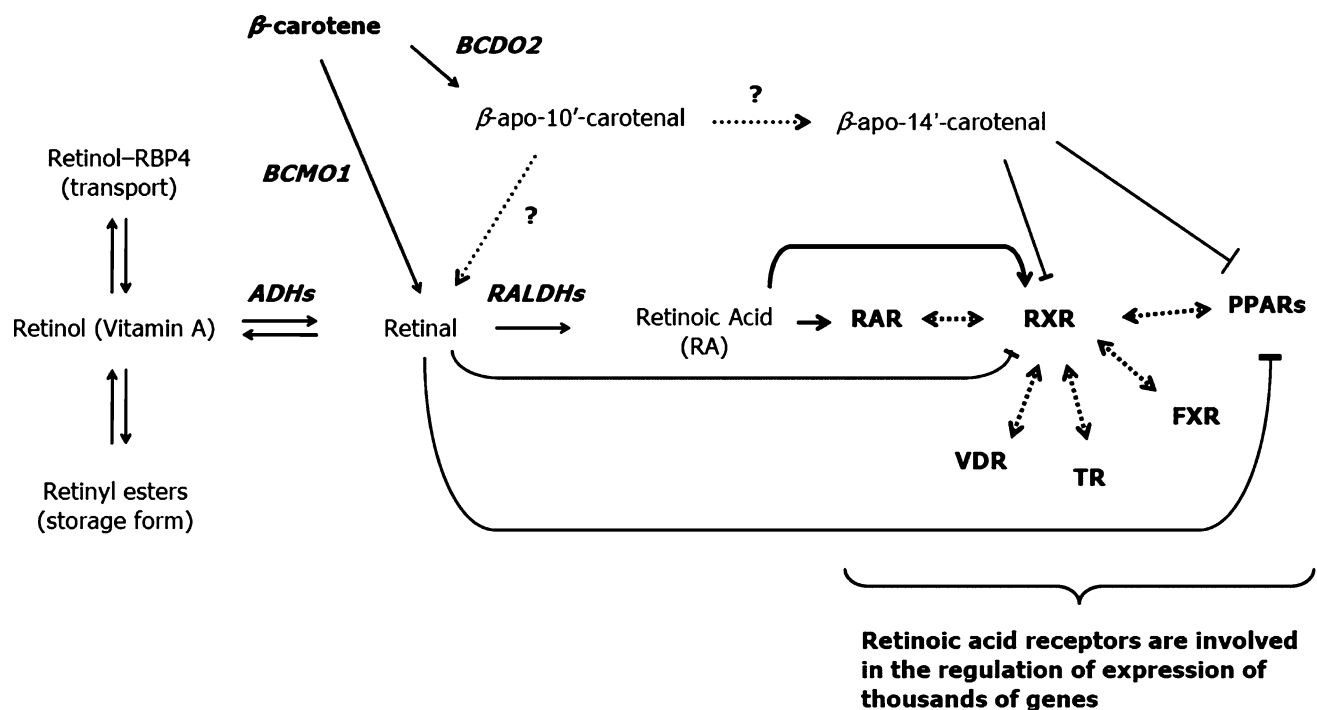 β-carotene
BCDO2
β-apo-10′-carotenal
?
β-apo-14'-carotenal
Retinol–RBP4
(transport)
BCMO1
?
ADHs
RALDHs
Retinol (Vitamin A)
Retinal
Retinoic Acid
(RA)
RAR
RXR
PPARs
FXR
VDR
TR
Retinyl esters
(storage form)
Retinoic acid receptors are involved
in the regulation of expression of
thousands of genes